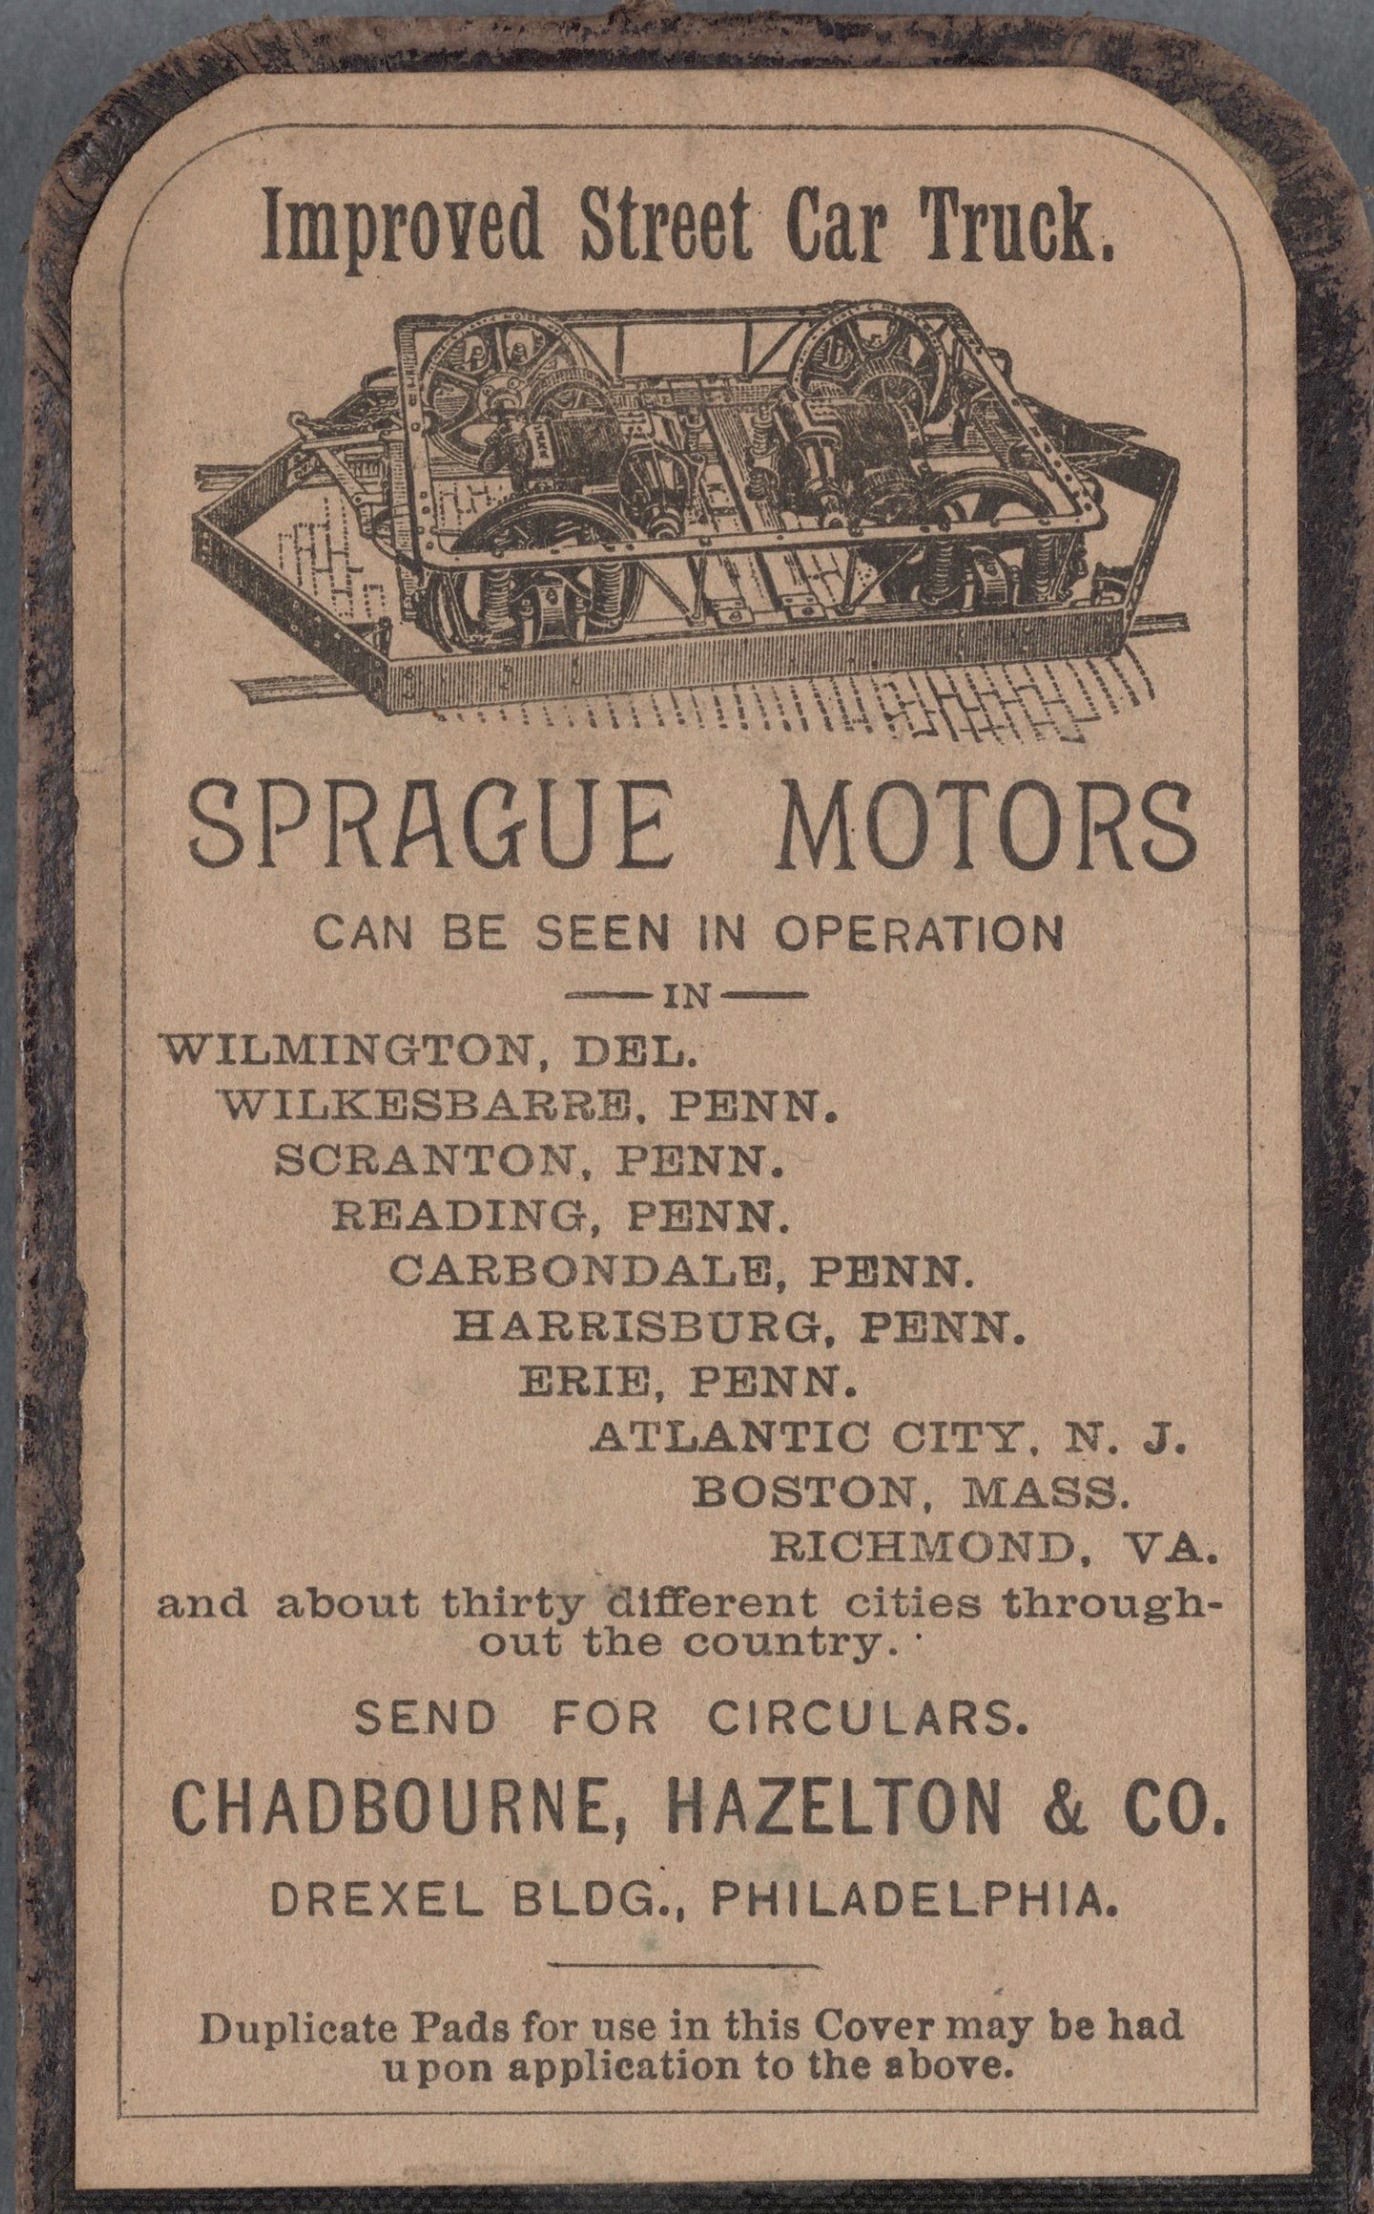 Improved Street Car Truck.
SPRAGUE MOTORS
CAN BE SEEN IN OPERATION
IN
WILMINGTON, DEL.
WILKESBARRE, PENN.
SCRANTON, PENN.
READING, PENN.
CARBONDALE, PENN.
HARRISBURG, PENN.
ERIE, PENN.
ATLANTIC CITY, N. J.
BOSTON, MASS.
RICHMOND, VA.
and about thirty different cities through-
out the country.
SEND FOR CIRCULARS.
CHADBOURNE, HAZELTON & CO.
DREXEL BLDG., PHILADELPHIA.
Duplicate Pads for use in this Cover may be had
upon application to the above.